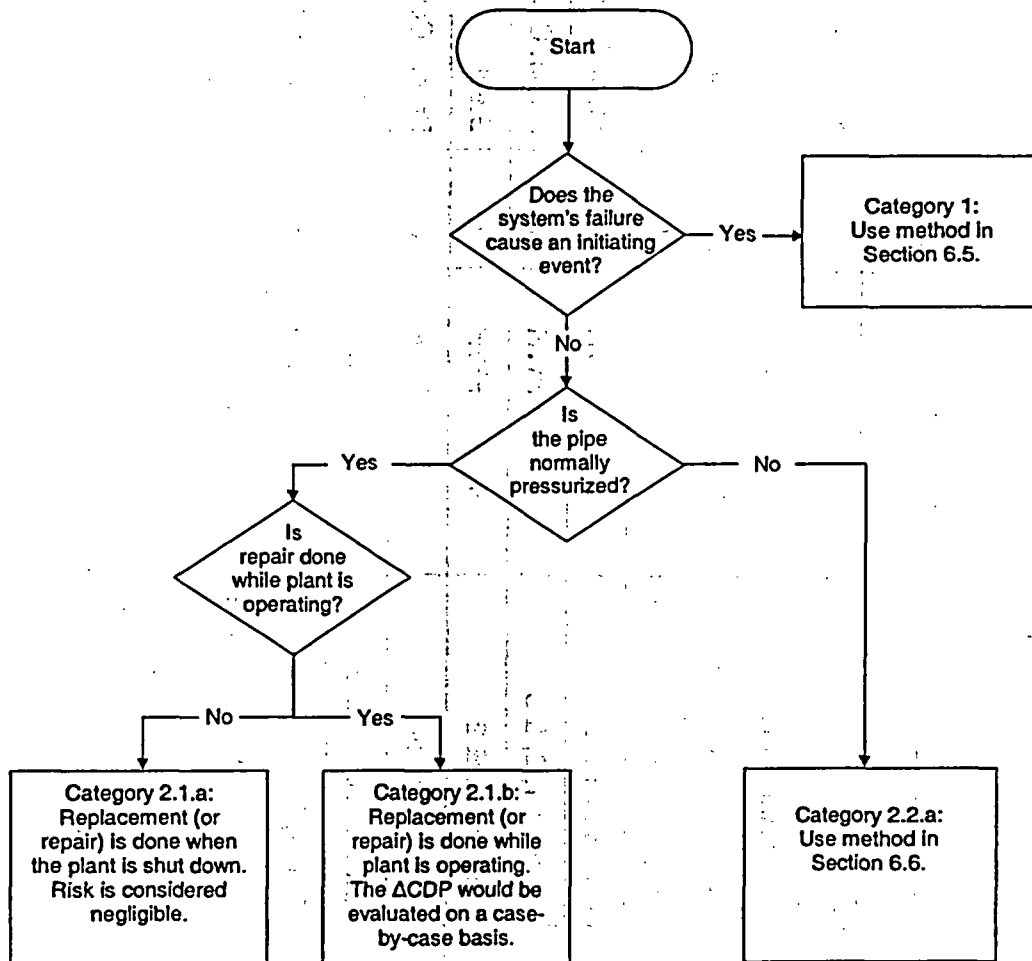 Start
Does the
system's failure
cause an initiating
event?
Yes
Category 1:
Use method in
Section 6.5.
No
Is
the pipe
normally
pressurized?
Yes
No
Is
repair done
while plant is
operating?
No
Yes
Category 2.1.a:
Replacement (or
repair) is done when
the plant is shut down.
Risk is considered
negligible.
Category 2.1.b:
Replacement (or
repair) is done while
plant is operating.
The ΔCDP would be
evaluated on a case-
by-case basis.
Category 2.2.a:
Use method in
Section 6.6.